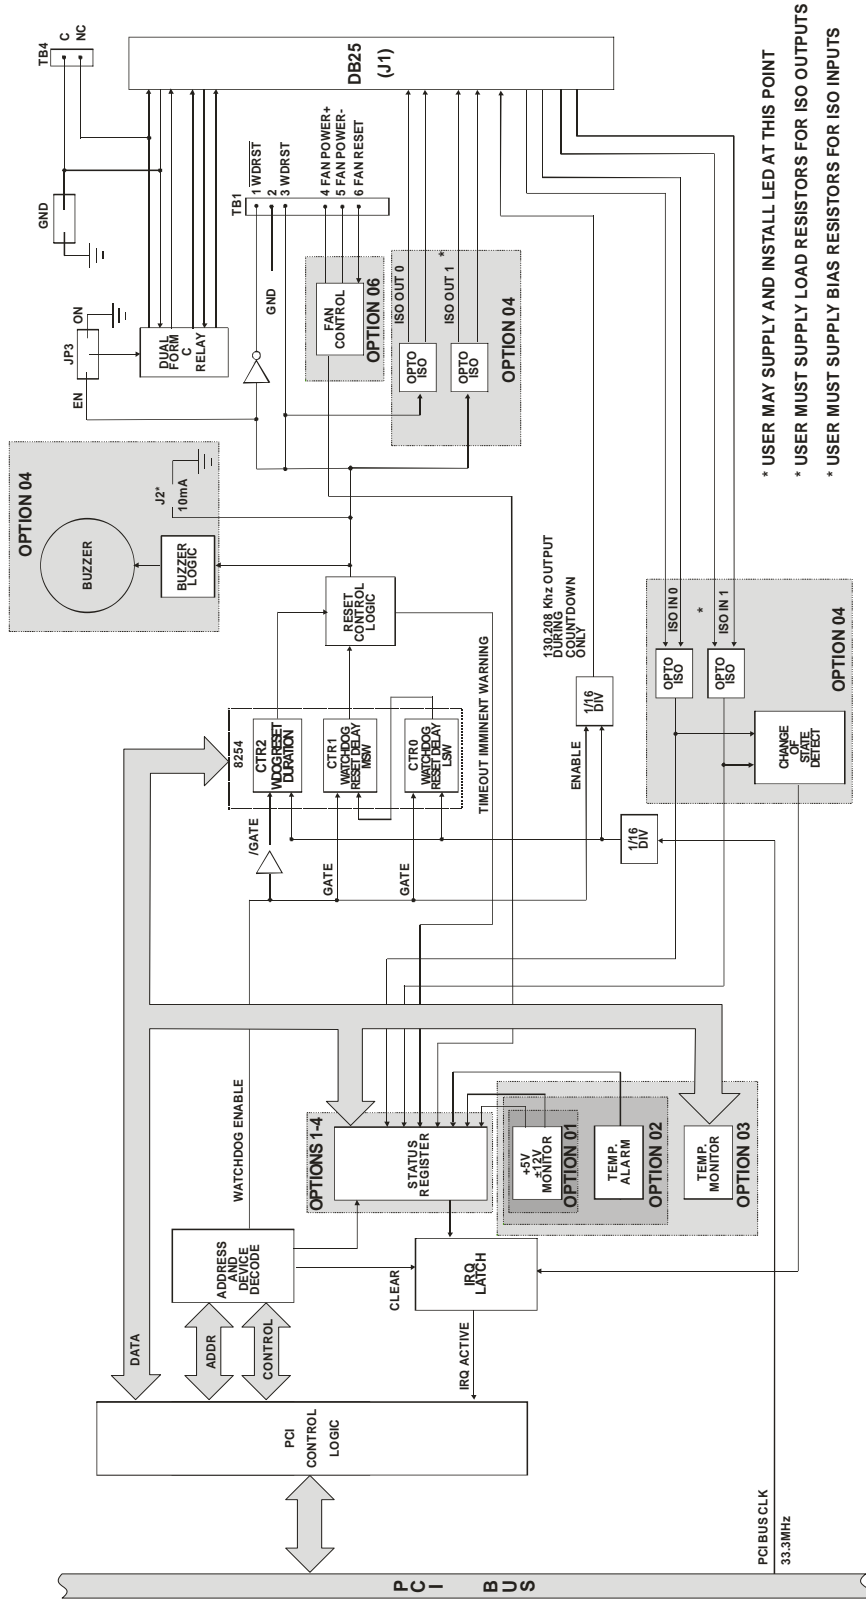 PCI BUS
PCI
CONTROL
LOGIC
DATA
ADDR
CONTROL
ADDRESS
AND
DEVICE
DECODE
WATCHDOG ENABLE
IRQ ACTIVE
CLEAR
IRQ
LATCH
OPTIONS 1-4
STATUS
REGISTER
+5V
±12V
MONITOR
OPTION 01
TEMP.
ALARM
OPTION 02
TEMP.
MONITOR
OPTION 03
PCI BUS CLK
33.3MHz
/GATE
GATE
GATE
8254
CTR2
WDOG RESET
DURATION
CTR1
WATCHDOG
RESET DELAY
MSW
CTR0
WATCHDOG
RESET DELAY
LSW
TIMEOUT IMMINENT WARNING
RESET
CONTROL
LOGIC
1/16
DIV
ENABLE
1/16
DIV
130.208 Khz OUTPUT
DURING
COUNTDOWN
ONLY
OPTION 04
BUZZER
BUZZER
LOGIC
J2*
10mA
EN
JP3
ON
DUAL
FORM
C
RELAY
GND
TB4
C
NC
GND
TB1
1 WDRST
2
3 WDRST
4 FAN POWER+
5 FAN POWER-
6 FAN RESET
FAN
CONTROL
OPTION 06
OPTO
ISO
ISO OUT 0
OPTO
ISO
ISO OUT 1
*
OPTION 04
DB25
(J1)
OPTO
ISO
ISO IN 0
*
OPTO
ISO
ISO IN 1
CHANGE
OF
STATE
DETECT
OPTION 04
* USER MAY SUPPLY AND INSTALL LED AT THIS POINT
* USER MUST SUPPLY LOAD RESISTORS FOR ISO OUTPUTS
* USER MUST SUPPLY BIAS RESISTORS FOR ISO INPUTS